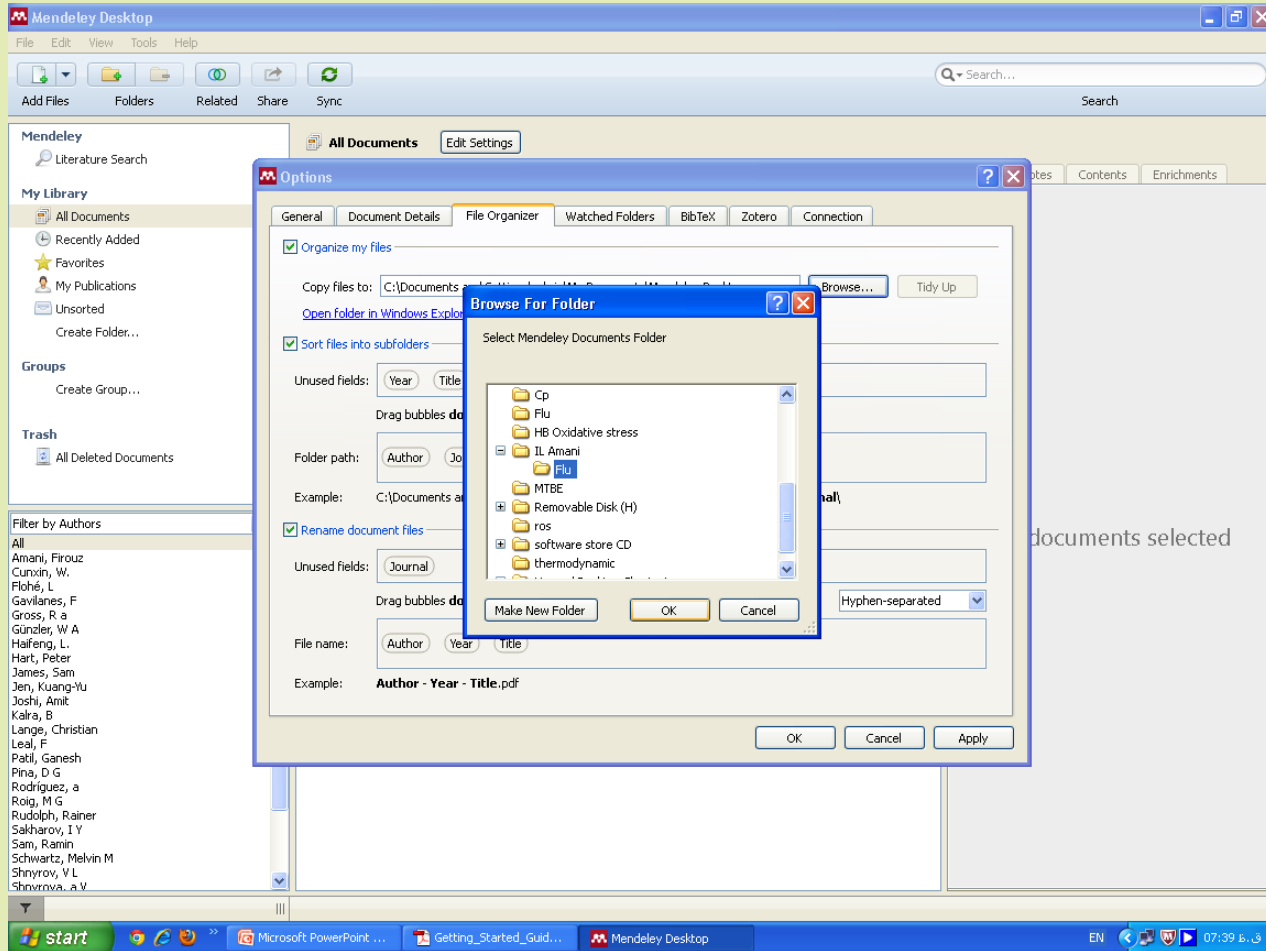 Mendeley Desktop
File Edit View Tools Help
Search...
Add Files Folders Related Share Sync Search
Mendeley
Literature Search
My Library
All Documents
Recently Added
Favorites
My Publications
Unsorted
Create Folder...
Groups
Create Group...
Trash
All Deleted Documents
Filter by Authors
All
Amani, Firouz
Cunxin, W.
Flohé, L
Gavilanes, F
Gross, R a
Günzler, W A
Haifeng, L.
Hart, Peter
James, Sam
Jen, Kuang-Yu
Joshi, Amit
Kalra, B
Lange, Christian
Leal, F
Patil, Ganesh
Pina, D G
Rodríguez, a
Roig, M G
Rudolph, Rainer
Sakharov, I Y
Sam, Ramin
Schwartz, Melvin M
Shnyrov, V L
Shnyrova, a V
All Documents Edit Settings
Contents Enrichments
documents selected
Options
General Document Details File Organizer Watched Folders BibTeX Zotero Connection
Organize my files
Copy files to: C:\Documents Browse... Tidy Up
Open folder in Windows Explor
Sort files into subfolders
Unused fields: Year Title
Drag bubbles do
Folder path: Author Jo
Example: C:\Documents a nal\
Rename document files
Unused fields: Journal
Drag bubbles do Hyphen-separated
File name: Author Year Title
Example: Author - Year - Title.pdf
OK Cancel Apply
Browse For Folder
Select Mendeley Documents Folder
Cp
Flu
HB Oxidative stress
IL Amani
Flu
MTBE
Removable Disk (H)
ros
software store CD
thermodynamic
Make New Folder OK Cancel
start Microsoft PowerPoint ... Getting_Started_Guid... Mendeley Desktop EN 07:39 ق.ظ